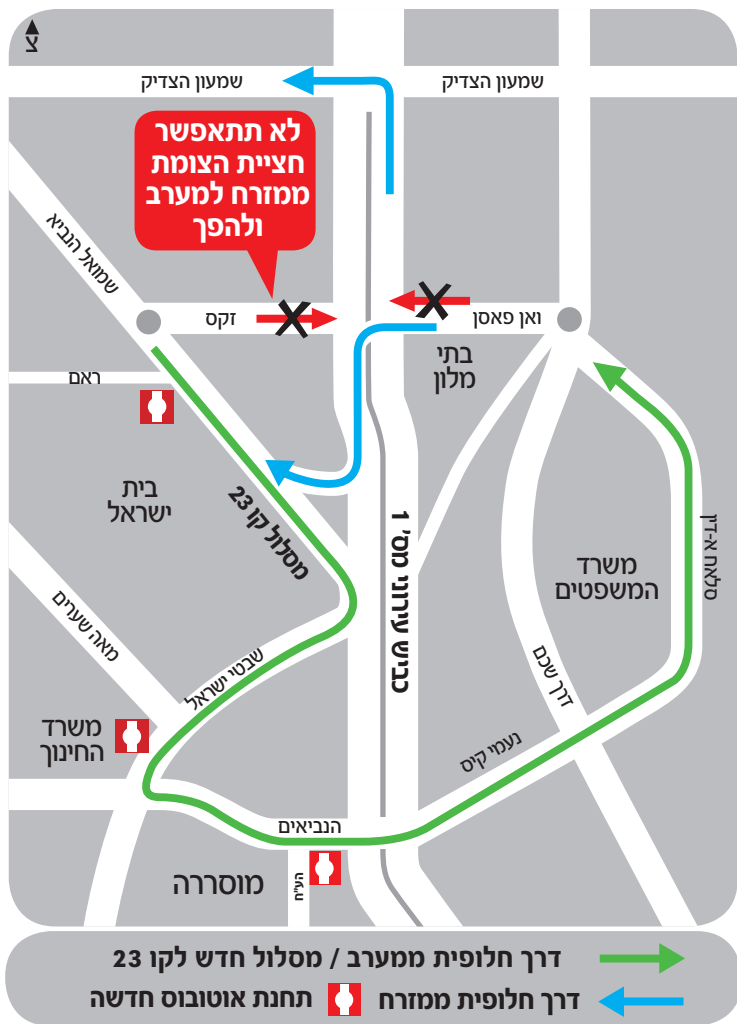 צ
שמעון הצדיק
שמעון הצדיק
לא תתאפשר
חציית הצומת
ממזרח למערב
ולהפך
שמואל הנביא
זקס
ואן פאסן
בתי
מלון
ראם
בית
ישראל
מסלול קו 23
כביש עירוני מס' 1
משרד
המשפטים
סלאח א-דין
מאה שערים
שבטי ישראל
דרך שכם
משרד
החינוך
נעמי קיס
הנביאים
מוסררה
הע"ח
דרך חלופית ממערב / מסלול חדש לקו 23
דרך חלופית ממזרח
תחנת אוטובוס חדשה